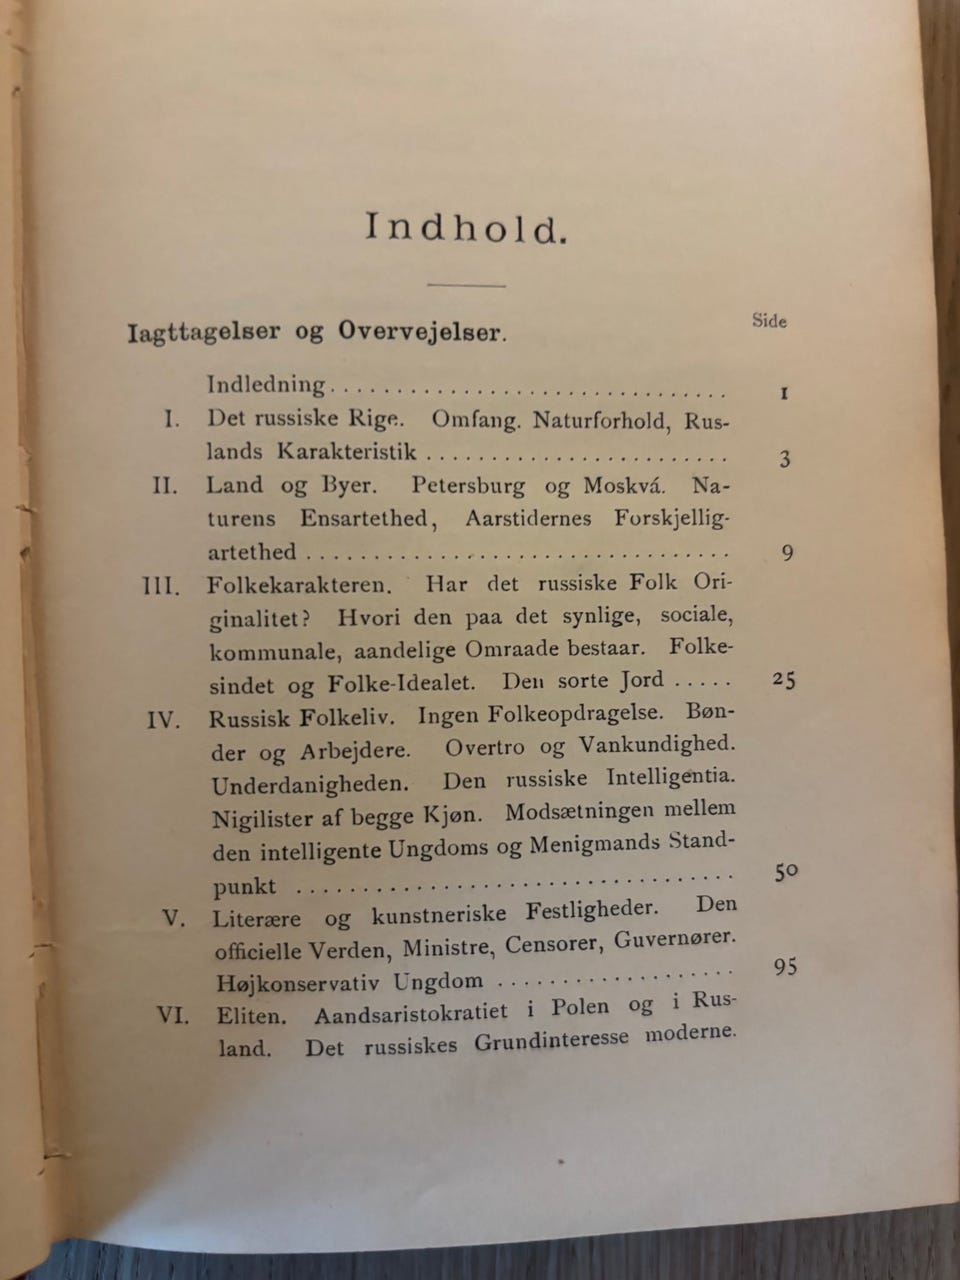 Indhold.
Side
Iagttagelser og Overvejelser.
Indledning . . . . . . . . . . . . . . . . . . . . . . . . . . . . . . 1
I. Det russiske Rige. Omfang. Naturforhold, Rus-
lands Karakteristik . . . . . . . . . . . . . . . . . . . . . . . 3
II. Land og Byer. Petersburg og Moskvá. Na-
turens Ensartethed, Aarstidernes Forskjellig-
artethed . . . . . . . . . . . . . . . . . . . . . . . . . . . . . . . . 9
III. Folkekarakteren. Har det russiske Folk Ori-
ginalitet? Hvori den paa det synlige, sociale,
kommunale, aandelige Omraade bestaar. Folke-
sindet og Folke-Idealet. Den sorte Jord . . . . . 25
IV. Russisk Folkeliv. Ingen Folkeopdragelse. Bøn-
der og Arbejdere. Overtro og Vankundighed.
Underdanigheden. Den russiske Intelligentia.
Nigilister af begge Kjøn. Modsætningen mellem
den intelligente Ungdoms og Menigmands Stand-
punkt . . . . . . . . . . . . . . . . . . . . . . . . . . . . . . . . . 50
V. Literære og kunstneriske Festligheder. Den
officielle Verden, Ministre, Censorer, Guvernører.
Højkonservativ Ungdom . . . . . . . . . . . . . . . . . . 95
VI. Eliten. Aandsaristokratiet i Polen og i Rus-
land. Det russiskes Grundinteresse moderne.